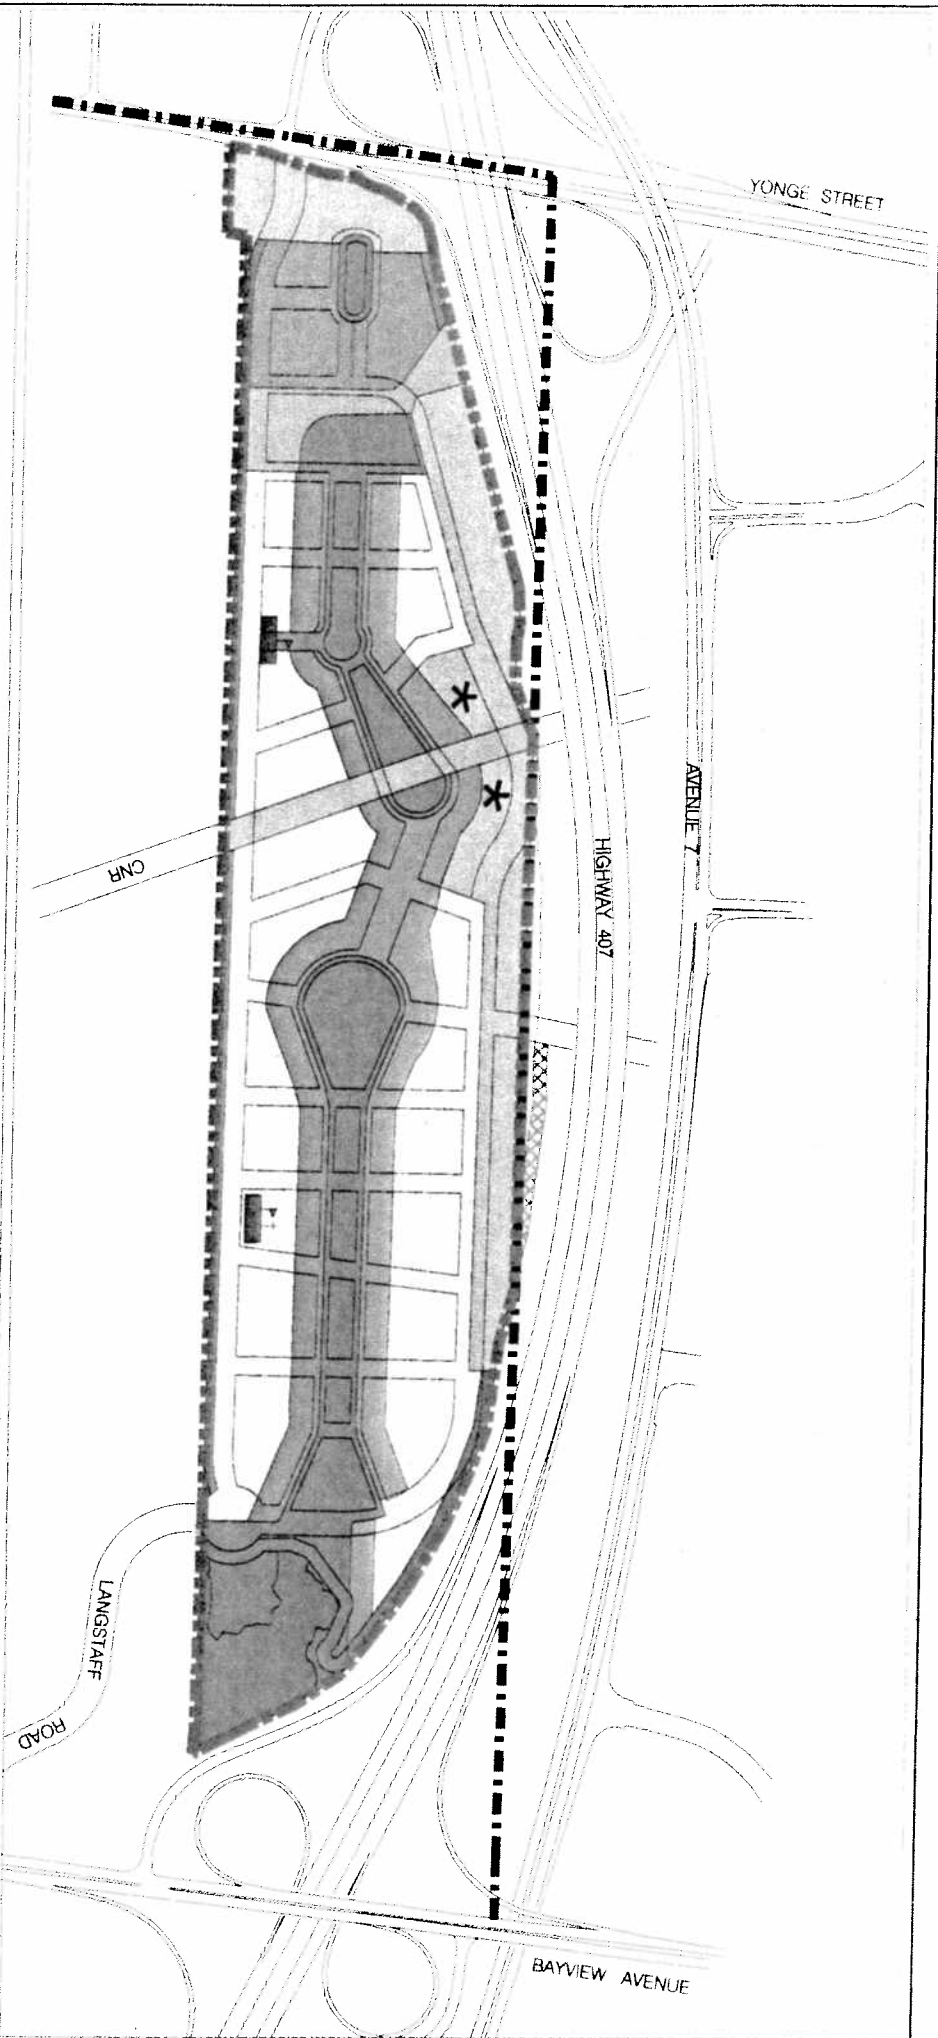 YONGE STREET
AVENUE 7
HIGHWAY 407
CNR
LANGSTAFF
ROAD
BAYVIEW AVENUE